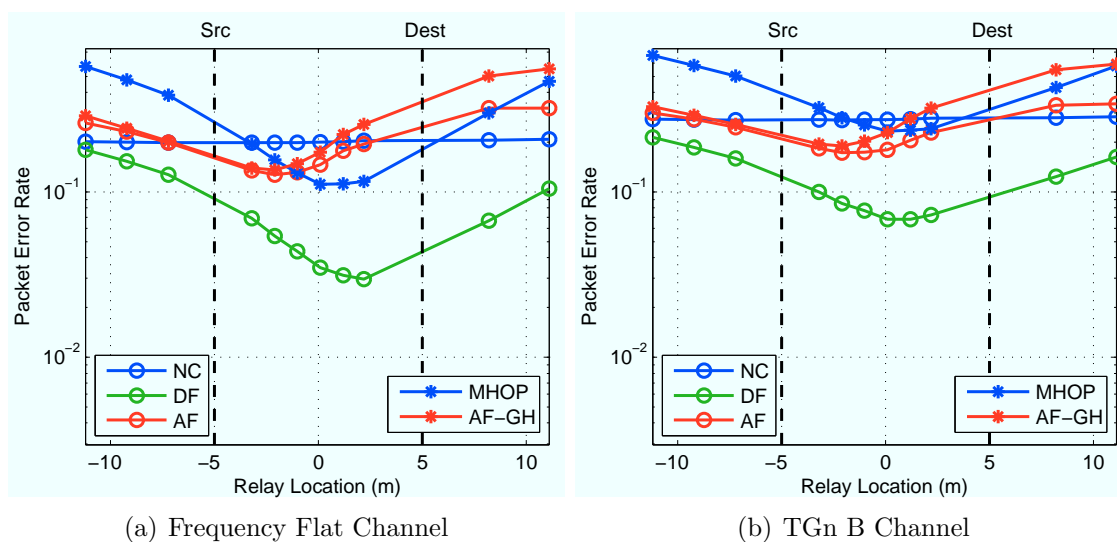 Src Dest
Packet Error Rate
10⁻¹
10⁻²
NC
DF
AF
MHOP
AF−GH
−10 −5 0 5 10
Relay Location (m)
(a) Frequency Flat Channel
Src Dest
Packet Error Rate
10⁻¹
10⁻²
NC
DF
AF
MHOP
AF−GH
−10 −5 0 5 10
Relay Location (m)
(b) TGn B Channel